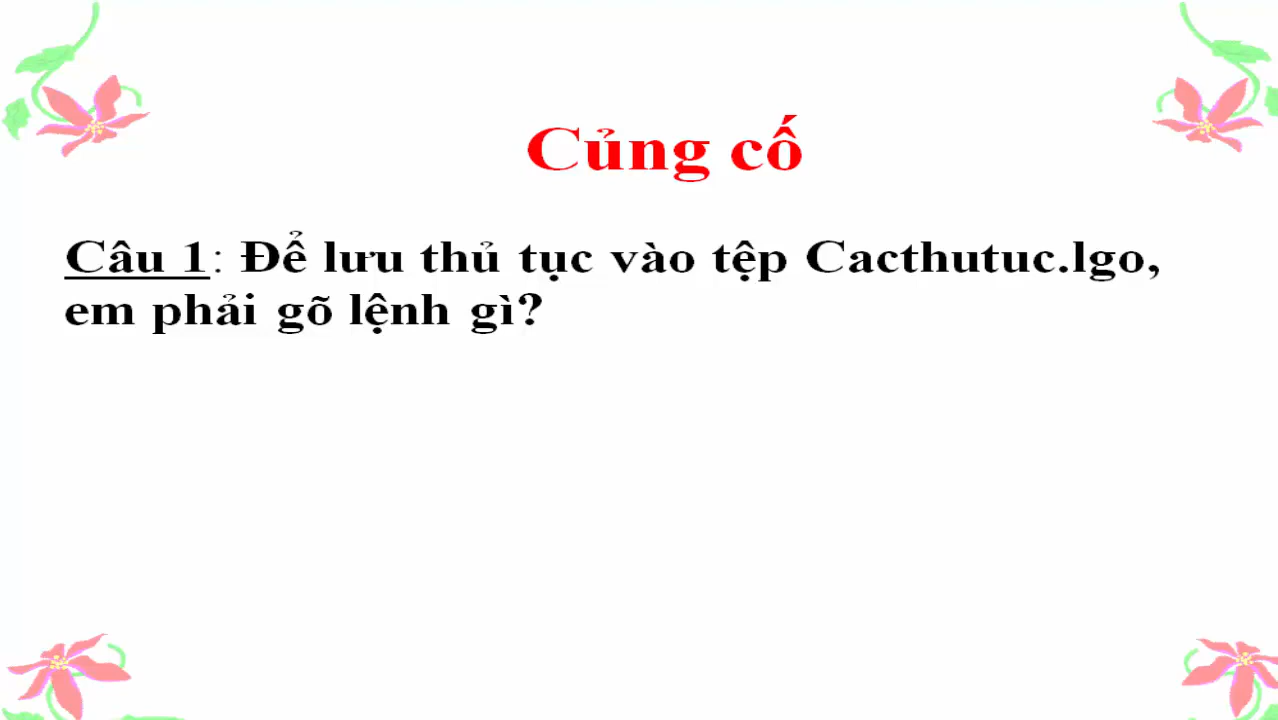 Củng cố
Câu 1: Để lưu thủ tục vào tệp Cacthutuc.lgo,
em phải gõ lệnh gì?